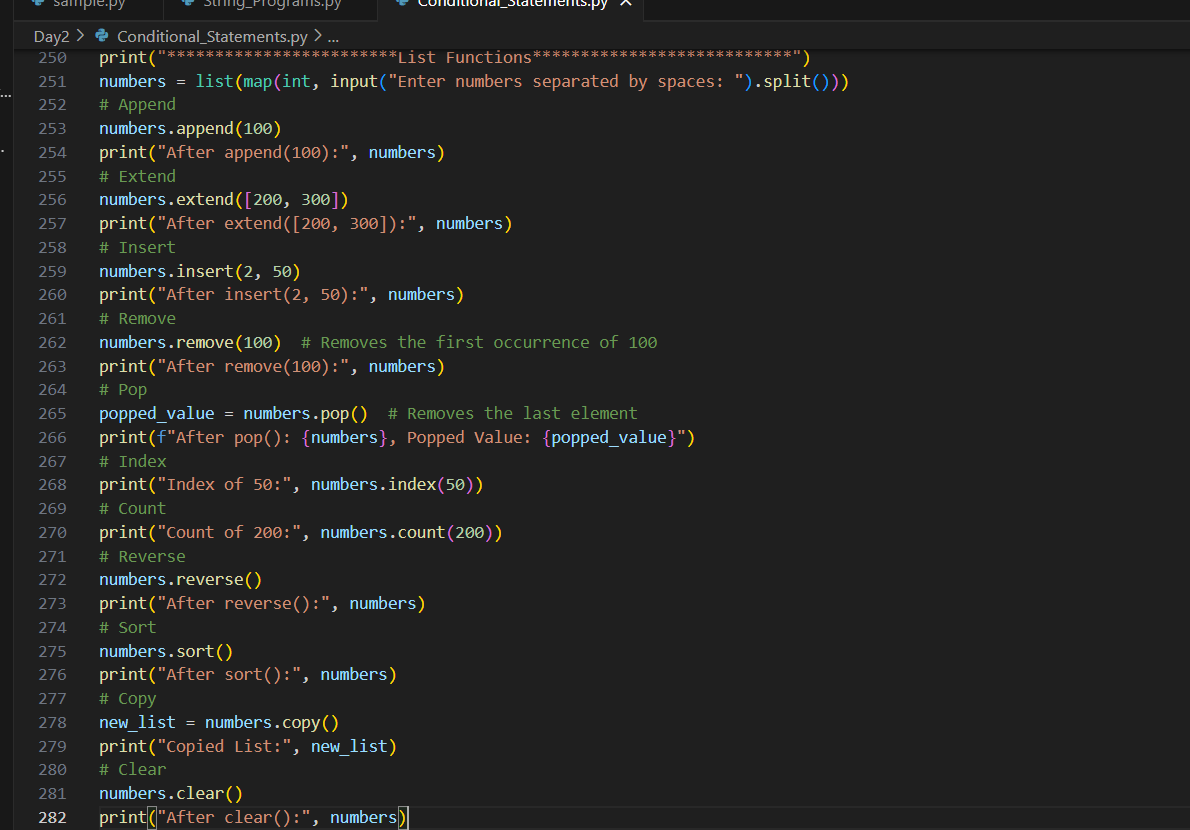 sample.py String_Programs.py Conditional_Statements.py
Day2 > Conditional_Statements.py > ...
250 print("************************List Functions***************************")
251 numbers = list(map(int, input("Enter numbers separated by spaces: ").split()))
252 # Append
253 numbers.append(100)
254 print("After append(100):", numbers)
255 # Extend
256 numbers.extend([200, 300])
257 print("After extend([200, 300]):", numbers)
258 # Insert
259 numbers.insert(2, 50)
260 print("After insert(2, 50):", numbers)
261 # Remove
262 numbers.remove(100)  # Removes the first occurrence of 100
263 print("After remove(100):", numbers)
264 # Pop
265 popped_value = numbers.pop()  # Removes the last element
266 print(f"After pop(): {numbers}, Popped Value: {popped_value}")
267 # Index
268 print("Index of 50:", numbers.index(50))
269 # Count
270 print("Count of 200:", numbers.count(200))
271 # Reverse
272 numbers.reverse()
273 print("After reverse():", numbers)
274 # Sort
275 numbers.sort()
276 print("After sort():", numbers)
277 # Copy
278 new_list = numbers.copy()
279 print("Copied List:", new_list)
280 # Clear
281 numbers.clear()
282 print("After clear():", numbers)